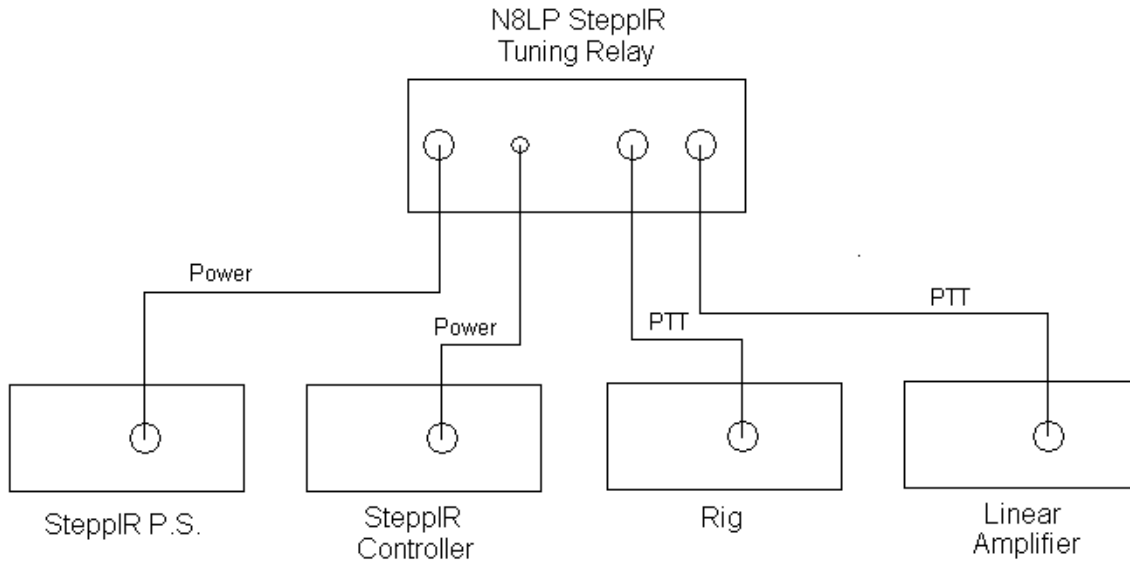 N8LP SteppIR
Tuning Relay
Power
PTT
Power
PTT
SteppIR P.S.
SteppIR
Controller
Rig
Linear
Amplifier